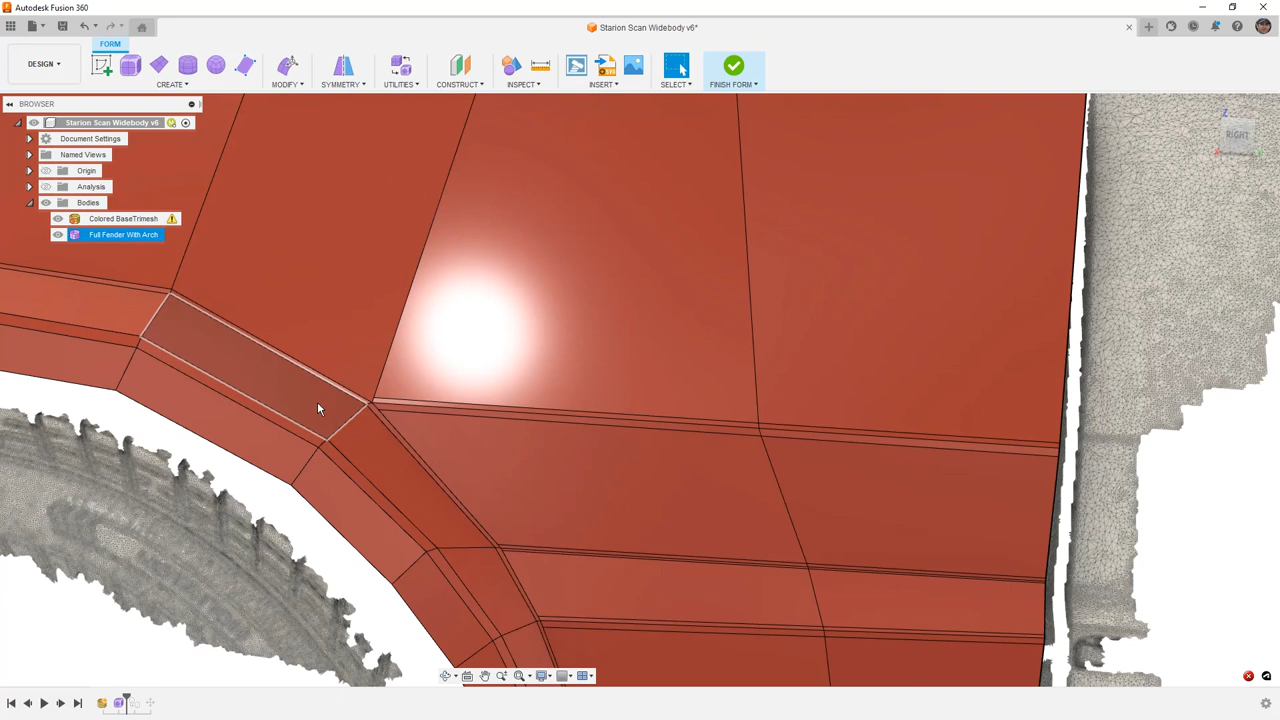 Autodesk Fusion 360
Starion Scan Widebody v6*
FORM
DESIGN
CREATE
MODIFY
SYMMETRY
UTILITIES
CONSTRUCT
INSPECT
INSERT
SELECT
FINISH FORM
BROWSER
Starion Scan Widebody v6
Document Settings
Named Views
Origin
Analysis
Bodies
Colored BaseTrimesh
Full Fender With Arch
Z
RIGHT